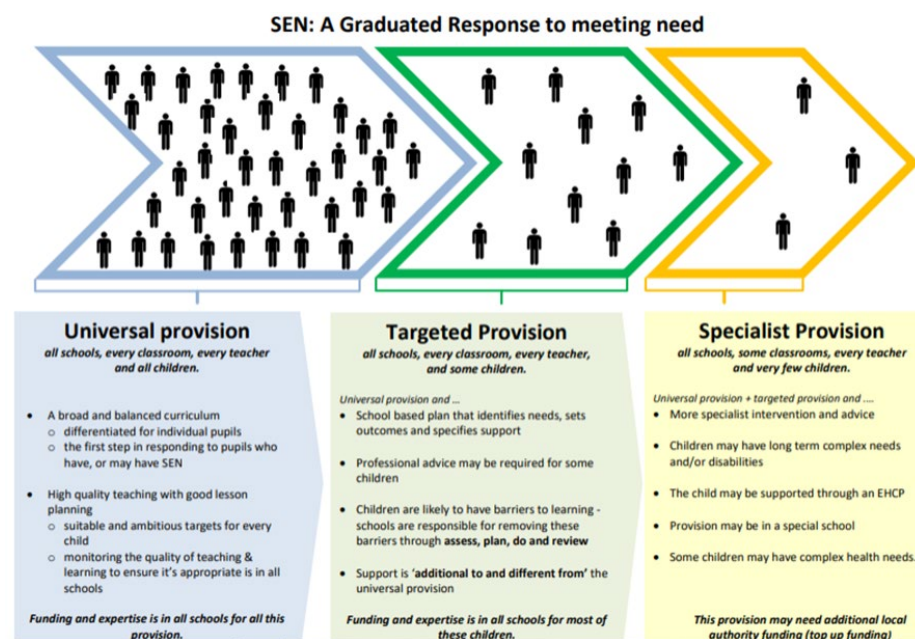 SEN: A Graduated Response to meeting need
Universal provision
all schools, every classroom, every teacher
and all children.
• A broad and balanced curriculum
o differentiated for individual pupils
o the first step in responding to pupils who
have, or may have SEN
• High quality teaching with good lesson
planning
o suitable and ambitious targets for every
child
o monitoring the quality of teaching &
learning to ensure it's appropriate is in all
schools
Funding and expertise is in all schools for all this
provision.
Targeted Provision
all schools, every classroom, every teacher,
and some children.
Universal provision and ...
• School based plan that identifies needs, sets
outcomes and specifies support
• Professional advice may be required for some
children
• Children are likely to have barriers to learning -
schools are responsible for removing these
barriers through assess, plan, do and review
• Support is 'additional to and different from' the
universal provision
Funding and expertise is in all schools for most of
these children.
Specialist Provision
all schools, some classrooms, every teacher
and very few children.
Universal provision + targeted provision and ....
• More specialist intervention and advice
• Children may have long term complex needs
and/or disabilities
• The child may be supported through an EHCP
• Provision may be in a special school
• Some children may have complex health needs.
This provision may need additional local
authority funding (top up funding)